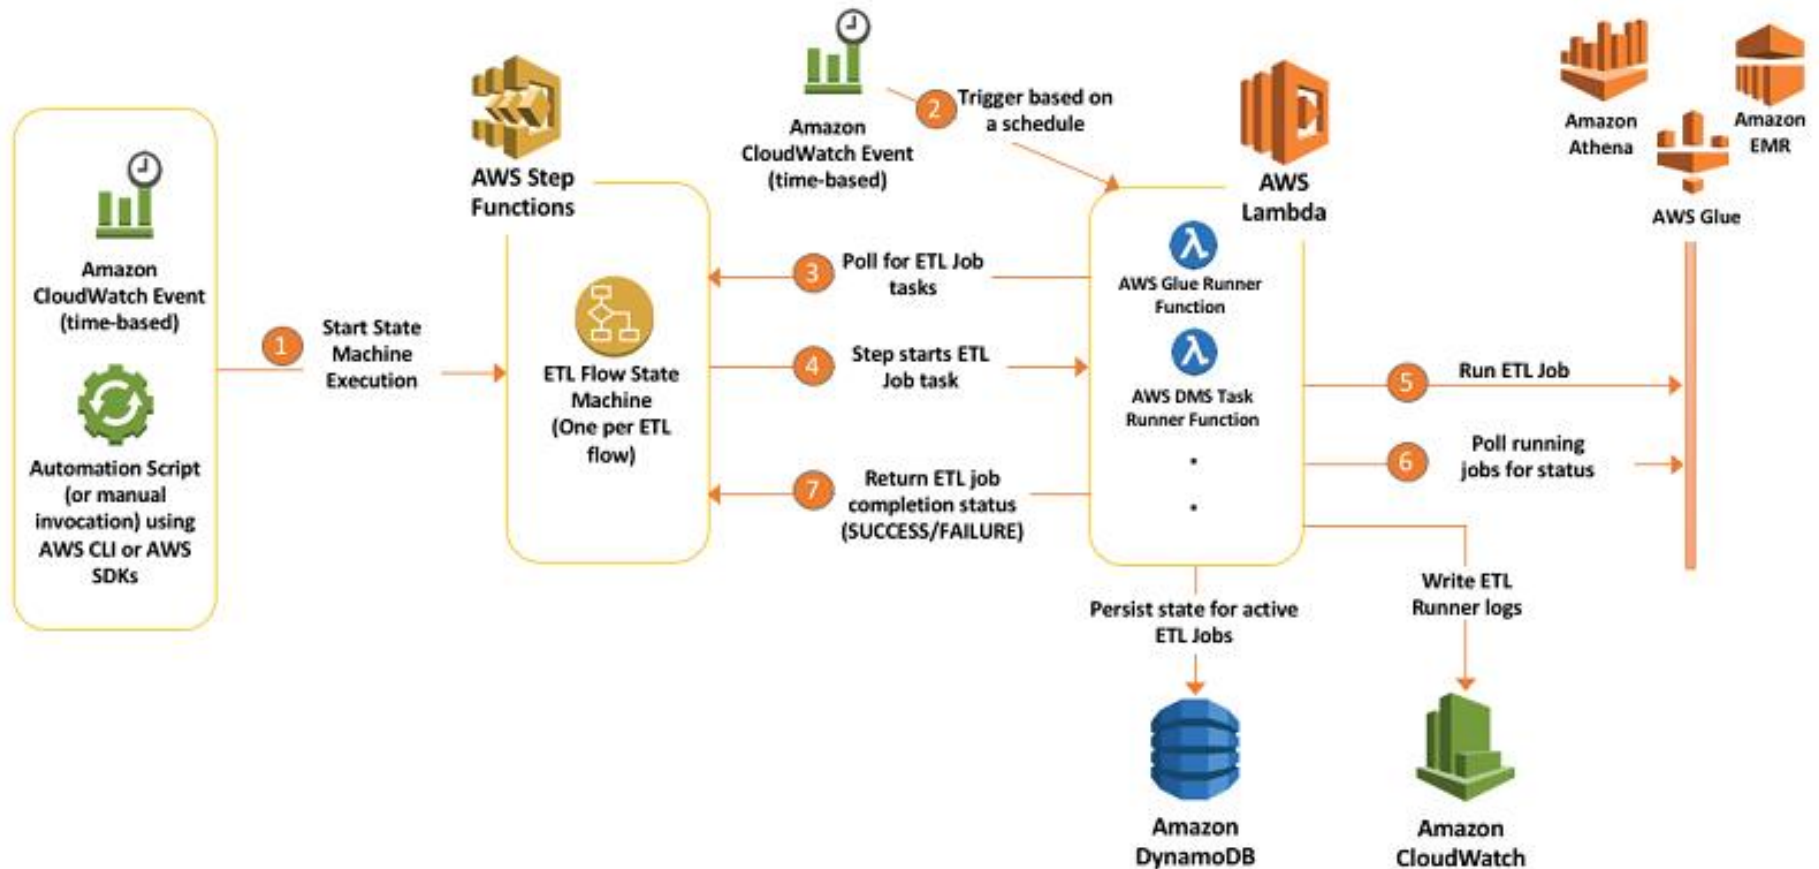 Amazon
CloudWatch Event
(time-based)
Automation Script
(or manual
invocation) using
AWS CLI or AWS
SDKs
1
Start State
Machine
Execution
AWS Step
Functions
ETL Flow State
Machine
(One per ETL
flow)
Amazon
CloudWatch Event
(time-based)
2
Trigger based on
a schedule
3
Poll for ETL Job
tasks
4
Step starts ETL
Job task
7
Return ETL job
completion status
(SUCCESS/FAILURE)
AWS
Lambda
λ
AWS Glue Runner
Function
λ
AWS DMS Task
Runner Function
5
Run ETL Job
6
Poll running
jobs for status
Amazon
Athena
Amazon
EMR
AWS Glue
Persist state for active
ETL Jobs
Write ETL
Runner logs
Amazon
DynamoDB
Amazon
CloudWatch